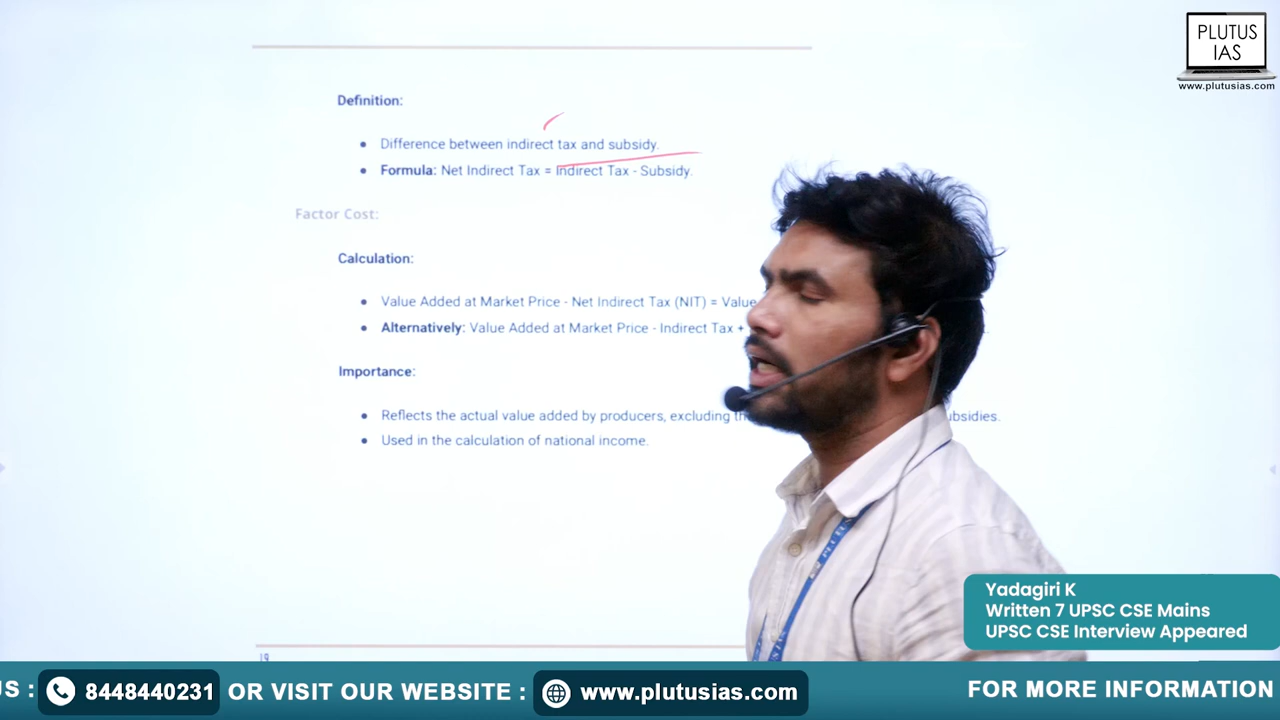 PLUTUS
IAS
www.plutusias.com
Definition:
Difference between indirect tax and subsidy.
Formula: Net Indirect Tax = Indirect Tax - Subsidy.
Factor Cost:
Calculation:
Value Added at Market Price - Net Indirect Tax (NIT) = Value
Alternatively: Value Added at Market Price - Indirect Tax +
Importance:
Reflects the actual value added by producers, excluding
Used in the calculation of national income.
19
Yadagiri K
Written 7 UPSC CSE Mains
UPSC CSE Interview Appeared
US : 8448440231 OR VISIT OUR WEBSITE : www.plutusias.com FOR MORE INFORMATION